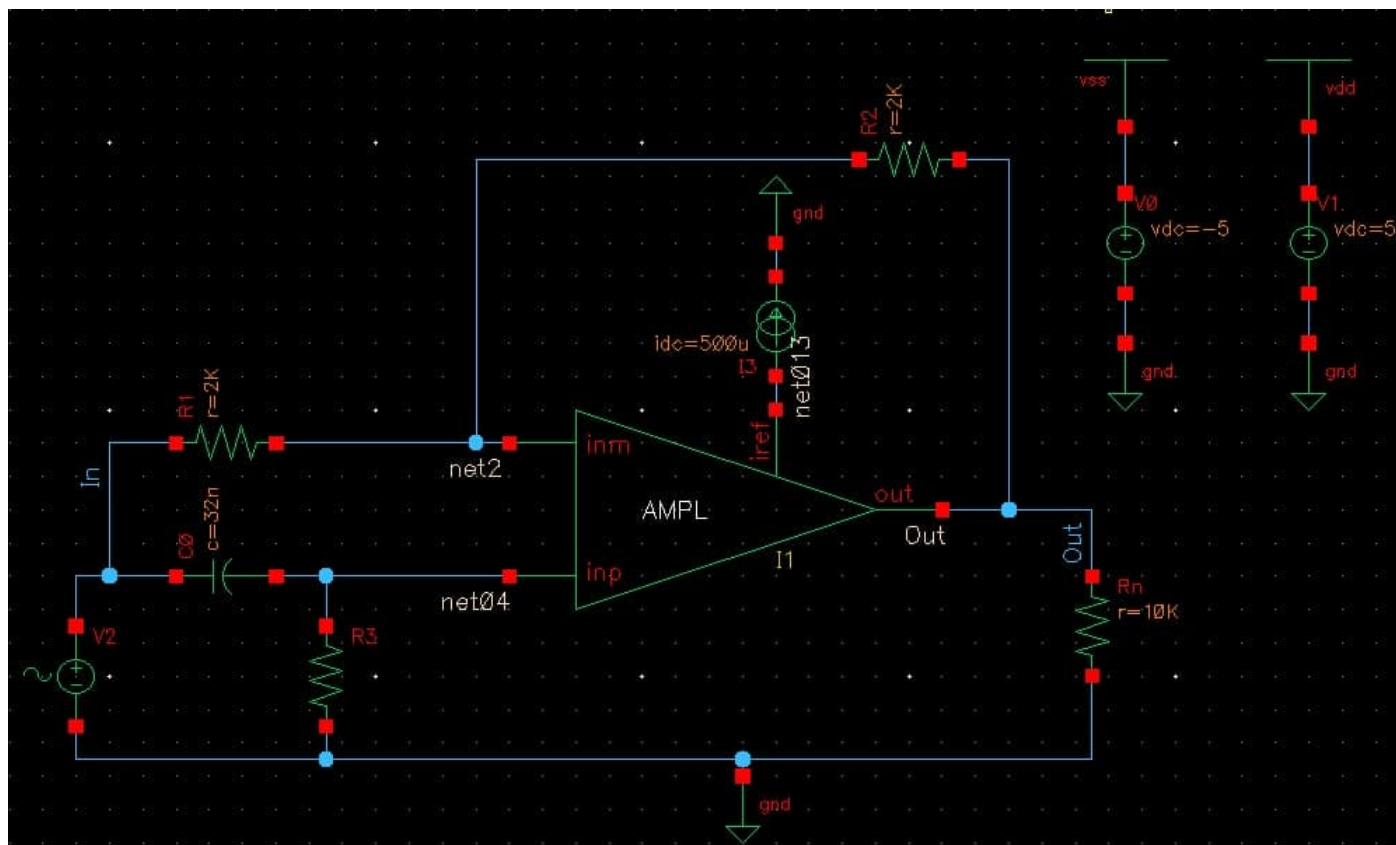 vss
vdd
R2
r=2K
gnd
V0
vdc=-5
V1
vdc=5
idc=500u
I3
net013
gnd
gnd
R1
r=2K
In
net2
inm
iref
AMPL
out
Out
I1
C0
c=32n
inp
net04
Out
Rn
r=10K
V2
R3
gnd